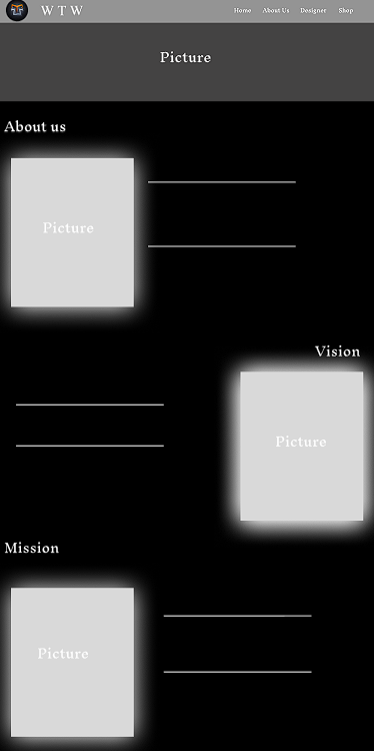 W T W
Home About Us Designer Shop
Picture
About us
Picture
Vision
Picture
Mission
Picture